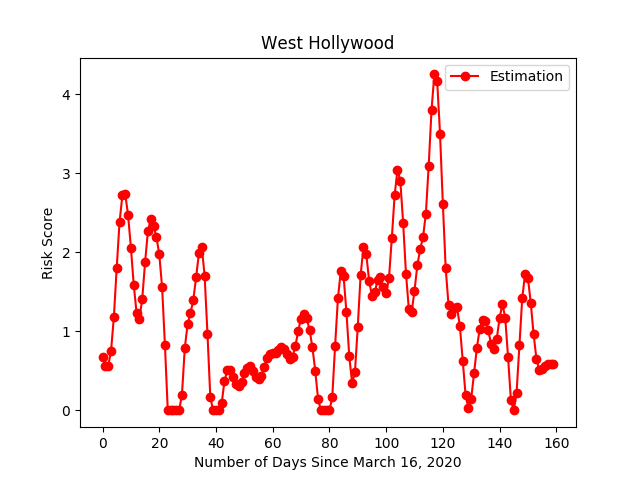 West Hollywood
Estimation
Risk Score
4
3
2
1
0
0 20 40 60 80 100 120 140 160
Number of Days Since March 16, 2020